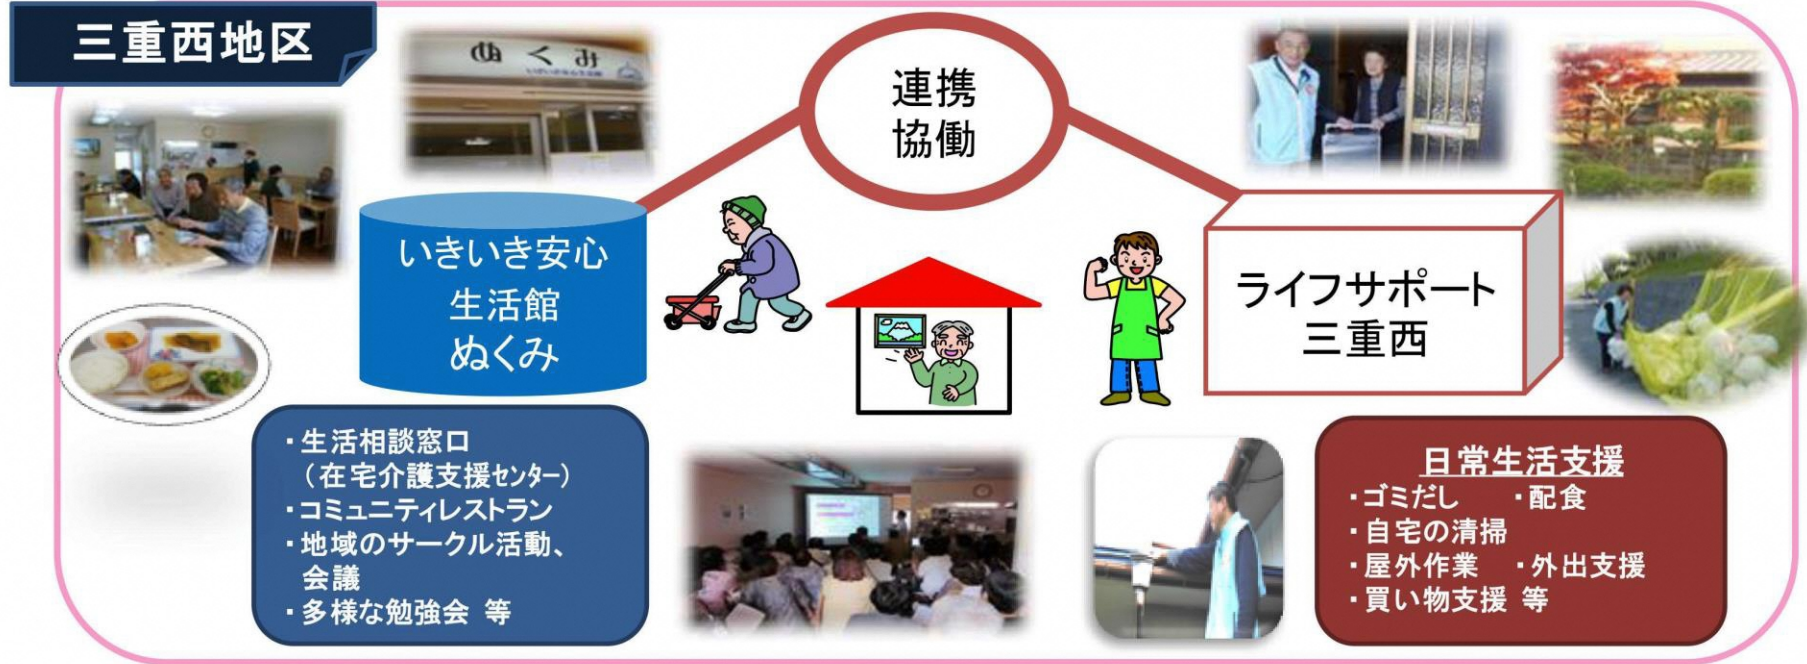 三重西地区
ぬくみ
連携
協働
いきいき安心
生活館
ぬくみ
ライフサポート
三重西
・生活相談窓口
（在宅介護支援センター）
・コミュニティレストラン
・地域のサークル活動、
会議
・多様な勉強会 等
日常生活支援
・ゴミだし ・配食
・自宅の清掃
・屋外作業 ・外出支援
・買い物支援 等